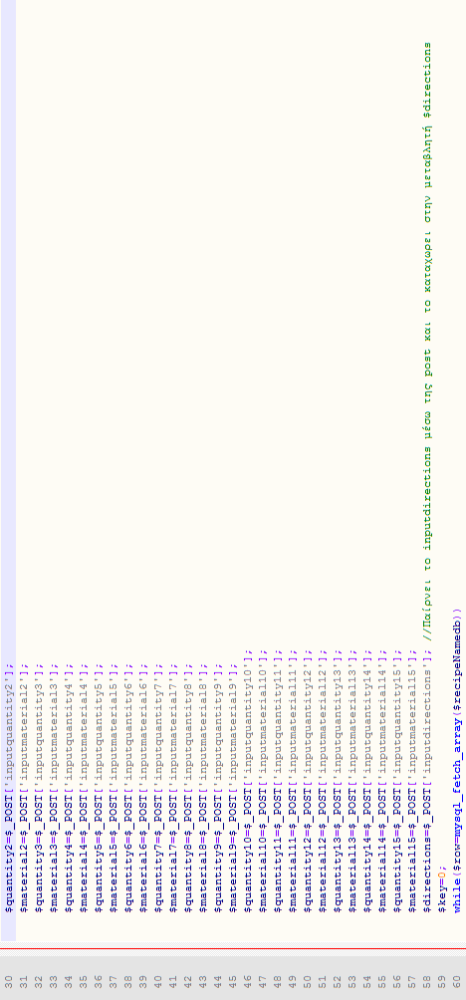 30 $quantity2=$_POST['inputquantity2'];
31 $material2=$_POST['inputmaterial2'];
32 $quantity3=$_POST['inputquantity3'];
33 $material3=$_POST['inputmaterial3'];
34 $quantity4=$_POST['inputquantity4'];
35 $material4=$_POST['inputmaterial4'];
36 $quantity5=$_POST['inputquantity5'];
37 $material5=$_POST['inputmaterial5'];
38 $quantity6=$_POST['inputquantity6'];
39 $material6=$_POST['inputmaterial6'];
40 $quantity7=$_POST['inputquantity7'];
41 $material7=$_POST['inputmaterial7'];
42 $quantity8=$_POST['inputquantity8'];
43 $material8=$_POST['inputmaterial8'];
44 $quantity9=$_POST['inputquantity9'];
45 $material9=$_POST['inputmaterial9'];
46 $quantity10=$_POST['inputquantity10'];
47 $material10=$_POST['inputmaterial10'];
48 $quantity11=$_POST['inputquantity11'];
49 $material11=$_POST['inputmaterial11'];
50 $quantity12=$_POST['inputquantity12'];
51 $material12=$_POST['inputmaterial12'];
52 $quantity13=$_POST['inputquantity13'];
53 $material13=$_POST['inputmaterial13'];
54 $quantity14=$_POST['inputquantity14'];
55 $material14=$_POST['inputmaterial14'];
56 $quantity15=$_POST['inputquantity15'];
57 $material15=$_POST['inputmaterial15'];
58 $directions=$_POST['inputdirections']; //Παίρνει το inputdirections μέσω της post και το καταχωρεί στην μεταβλητή $directions
59 $key=0;
60 while($row=mysql_fetch_array($recipeNamedb))